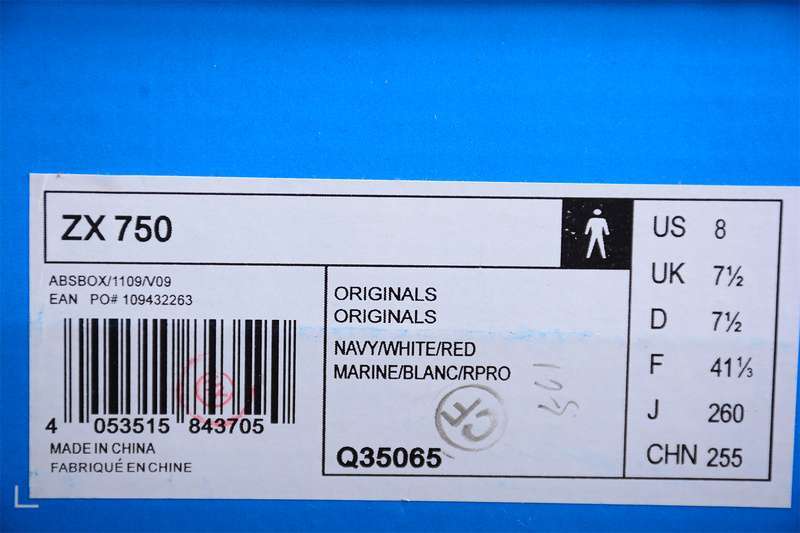 ZX 750
ABSBOX/1109/V09
EAN PO# 109432263
4 053515 843705
MADE IN CHINA
FABRIQUÉ EN CHINE
ORIGINALS
ORIGINALS
NAVY/WHITE/RED
MARINE/BLANC/RPRO
CF
Q35065
US 8
UK 7½
D 7½
F 41⅓
J 260
CHN 255